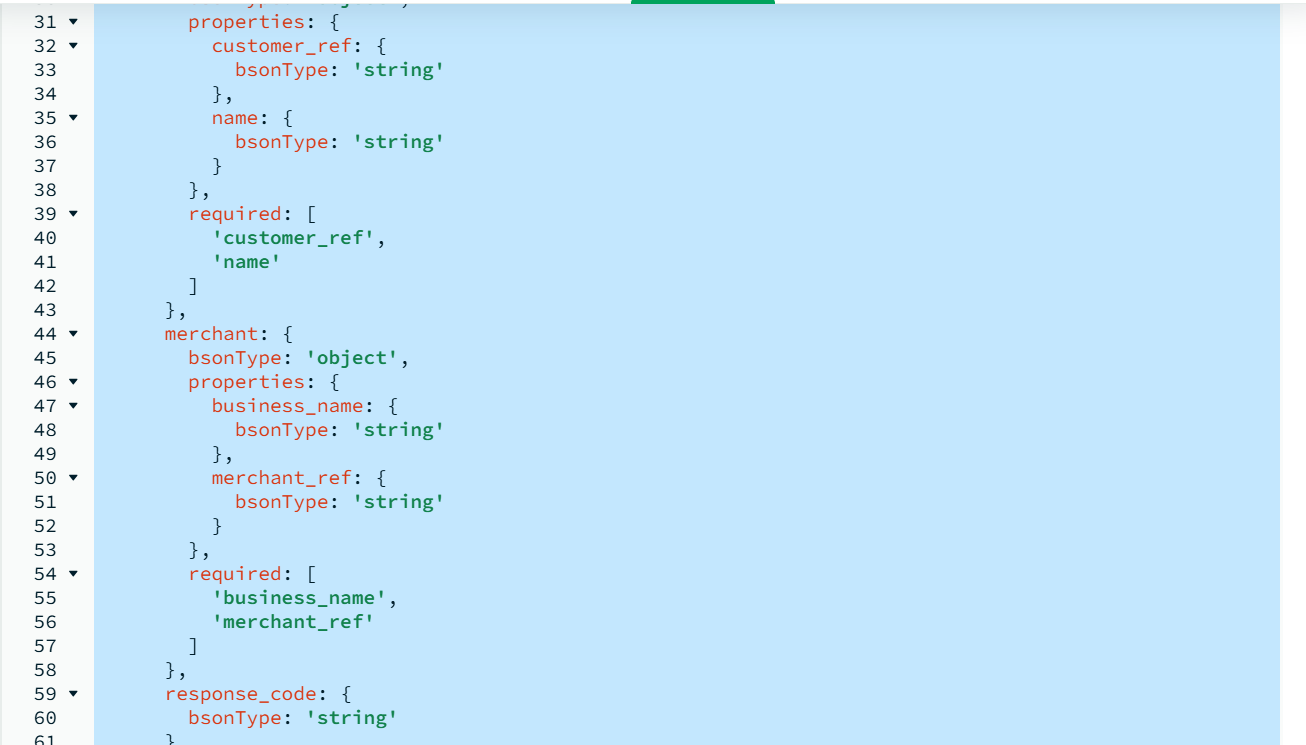 31 properties: {
32 customer_ref: {
33 bsonType: 'string'
34 },
35 name: {
36 bsonType: 'string'
37 }
38 },
39 required: [
40 'customer_ref',
41 'name'
42 ]
43 },
44 merchant: {
45 bsonType: 'object',
46 properties: {
47 business_name: {
48 bsonType: 'string'
49 },
50 merchant_ref: {
51 bsonType: 'string'
52 }
53 },
54 required: [
55 'business_name',
56 'merchant_ref'
57 ]
58 },
59 response_code: {
60 bsonType: 'string'
61 }